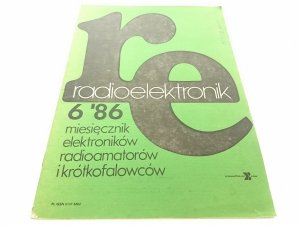 re
radioelektronik
6 '86
miesięcznik
elektroników
radioamatorów
i krótkofalowców